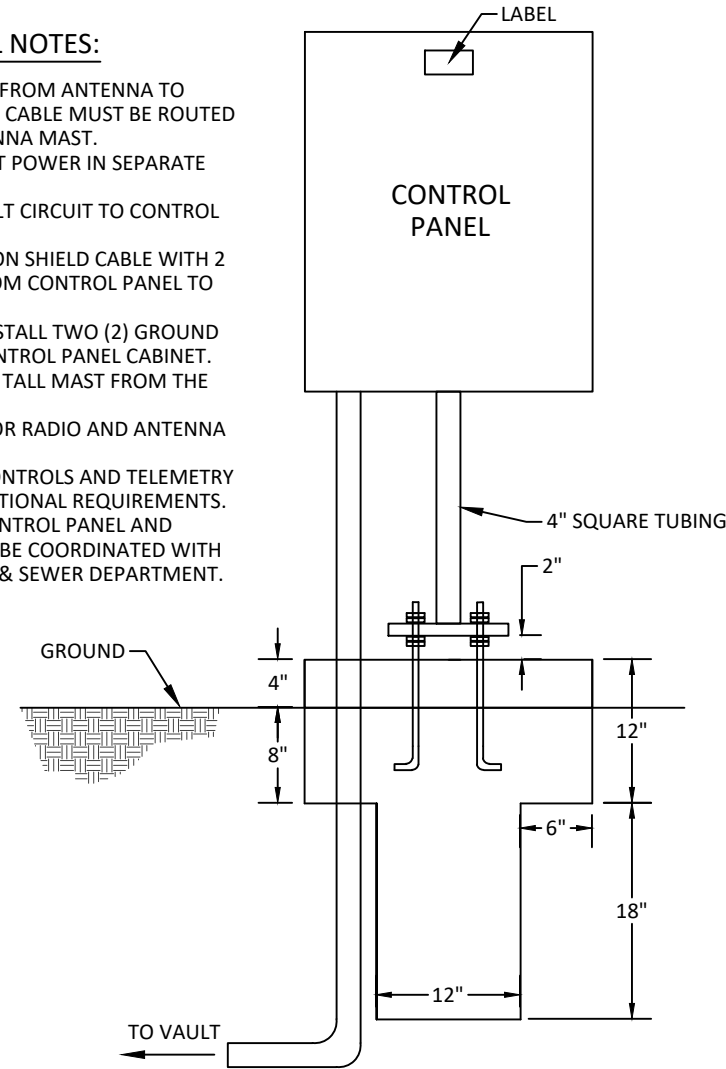 L NOTES:
FROM ANTENNA TO
CABLE MUST BE ROUTED
NNA MAST.
T POWER IN SEPARATE
LT CIRCUIT TO CONTROL
ON SHIELD CABLE WITH 2
OM CONTROL PANEL TO
STALL TWO (2) GROUND
NTROL PANEL CABINET.
TALL MAST FROM THE
OR RADIO AND ANTENNA
ONTROLS AND TELEMETRY
TIONAL REQUIREMENTS.
NTROL PANEL AND
BE COORDINATED WITH
& SEWER DEPARTMENT.
LABEL
CONTROL
PANEL
4" SQUARE TUBING
2"
GROUND
4"
12"
8"
6"
18"
12"
TO VAULT